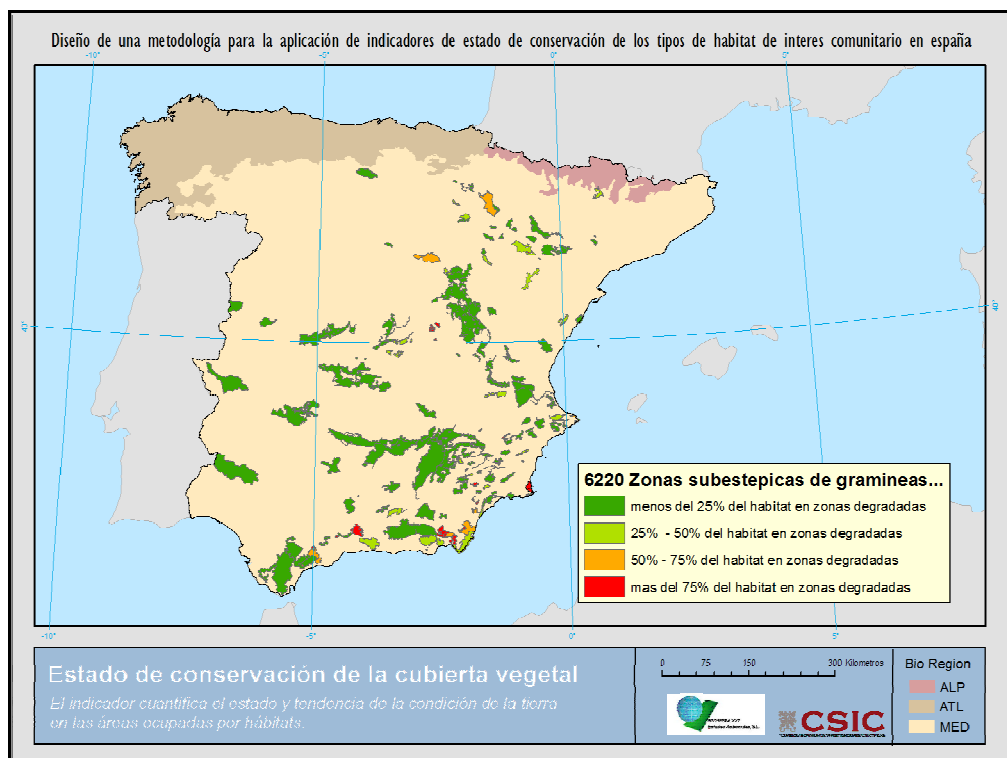 Diseño de una metodología para la aplicación de indicadores de estado de conservación de los tipos de habitat de interes comunitario en españa
-10°
-5°
0°
5°
40°
40°
6220 Zonas subestepicas de gramineas...
menos del 25% del habitat en zonas degradadas
25% - 50% del habitat en zonas degradadas
50% - 75% del habitat en zonas degradadas
mas del 75% del habitat en zonas degradadas
-10°
-5°
0°
5°
Estado de conservación de la cubierta vegetal
El indicador cuantifica el estado y tendencia de la condición de la tierra
en las áreas ocupadas por hábitats.
0 75 150 300 Kilometros
CSIC
Bio Region
ALP
ATL
MED